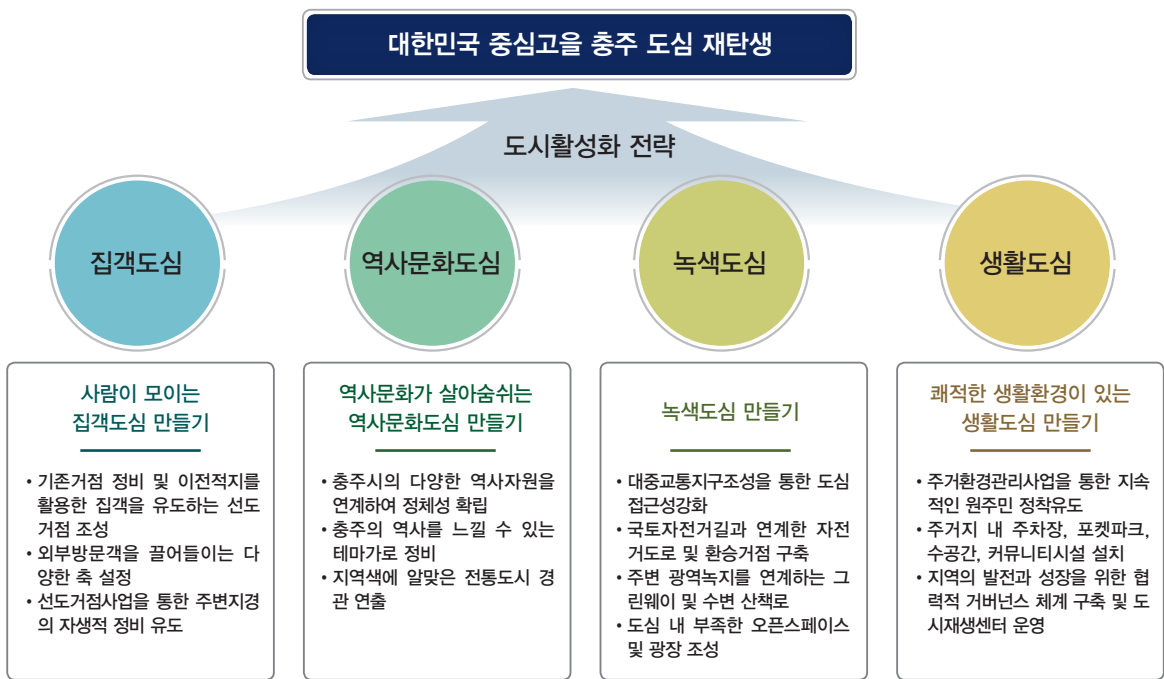 대한민국 중심고을 충주 도심 재탄생
도시활성화 전략
집객도심
역사문화도심
녹색도심
생활도심
사람이 모이는
집객도심 만들기
• 기존거점 정비 및 이전적지를
활용한 집객을 유도하는 선도
거점 조성
• 외부방문객을 끌어들이는 다
양한 축 설정
• 선도거점사업을 통한 주변지경
의 자생적 정비 유도
역사문화가 살아숨쉬는
역사문화도심 만들기
• 충주시의 다양한 역사자원을
연계하여 정체성 확립
• 충주의 역사를 느낄 수 있는
테마가로 정비
• 지역색에 알맞은 전통도시 경
관 연출
녹색도심 만들기
• 대중교통지구조성을 통한 도심
접근성강화
• 국토자전거길과 연계한 자전
거도로 및 환승거점 구축
• 주변 광역녹지를 연계하는 그
린웨이 및 수변 산책로
• 도심 내 부족한 오픈스페이스
및 광장 조성
쾌적한 생활환경이 있는
생활도심 만들기
• 주거환경관리사업을 통한 지속
적인 원주민 정착유도
• 주거지 내 주차장, 포켓파크,
수공간, 커뮤니티시설 설치
• 지역의 발전과 성장을 위한 협
력적 거버넌스 체계 구축 및 도
시재생센터 운영